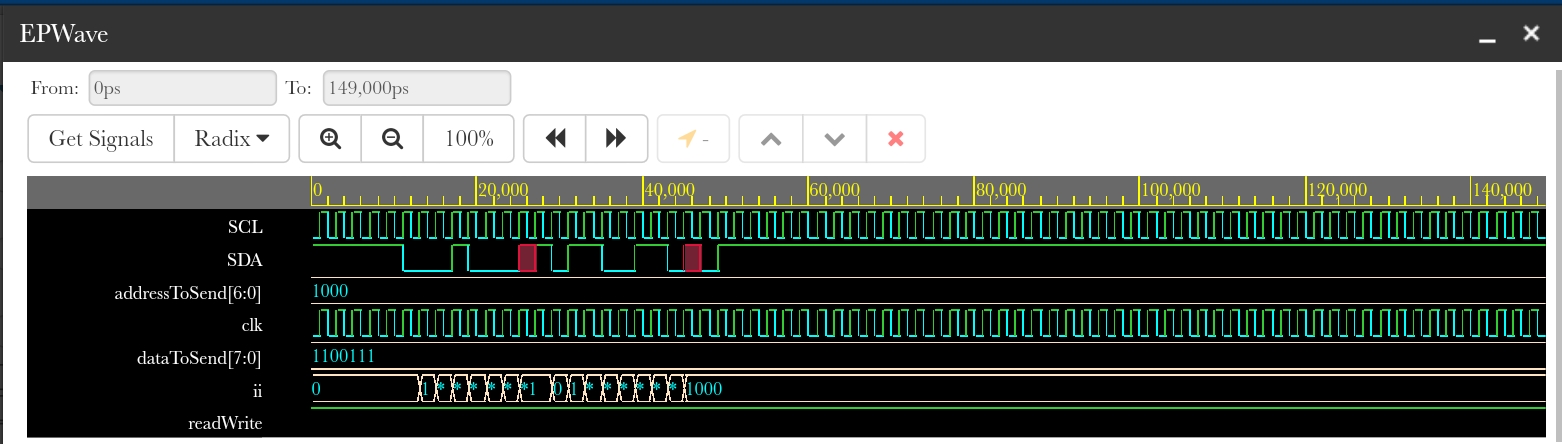 EPWave
From: 0ps To: 149,000ps
Get Signals Radix 100% -
0 20,000 40,000 60,000 80,000 100,000 120,000 140,000
SCL
SDA
addressToSend[6:0] 1000
clk
dataToSend[7:0] 1100111
ii 0 1 * * * * * *1 0 1 * * * * * * 1000
readWrite